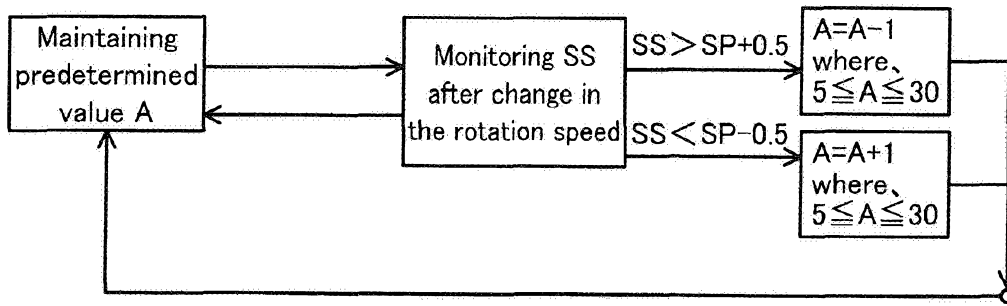 Maintaining
predetermined
value A
Monitoring SS
after change in
the rotation speed
SS＞SP+0.5
SS＜SP−0.5
A=A−1
where、
5≦A≦30
A=A+1
where、
5≦A≦30